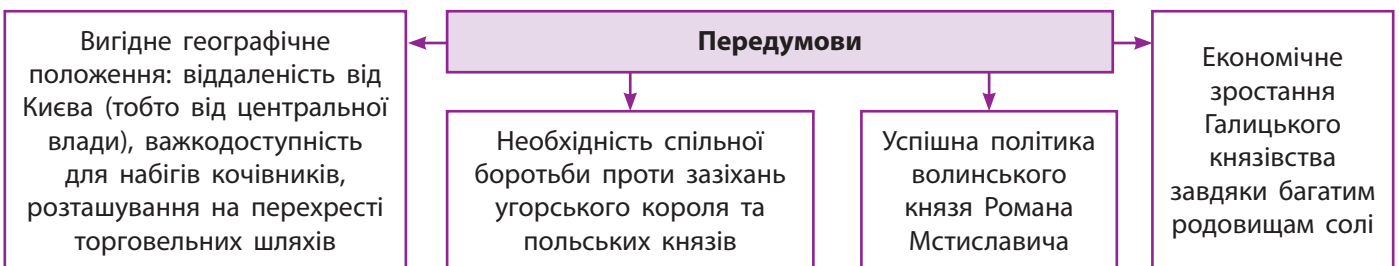 Передумови
Вигідне географічне
положення: віддаленість від
Києва (тобто від центральної
влади), важкодоступність
для набігів кочівників,
розташування на перехресті
торговельних шляхів
Необхідність спільної
боротьби проти зазіхань
угорського короля та
польських князів
Успішна політика
волинського
князя Романа
Мстиславича
Економічне
зростання
Галицького
князівства
завдяки багатим
родовищам солі